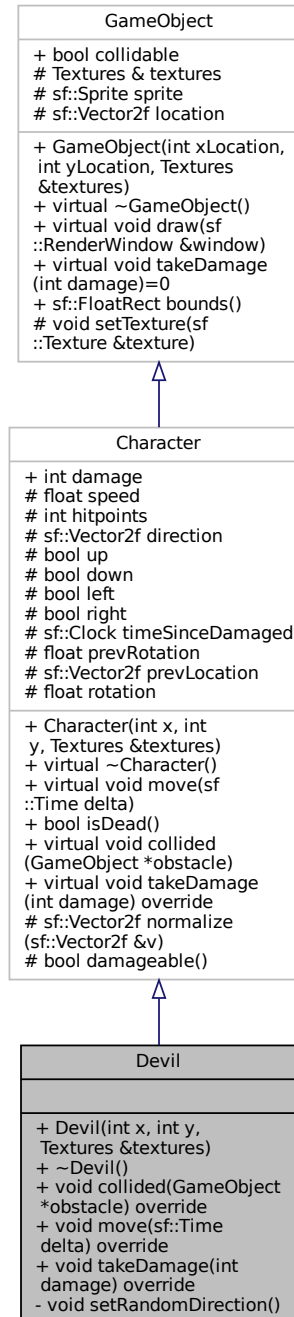 GameObject
+ bool collidable
# Textures & textures
# sf::Sprite sprite
# sf::Vector2f location
+ GameObject(int xLocation,
int yLocation, Textures
&textures)
+ virtual ~GameObject()
+ virtual void draw(sf
::RenderWindow &window)
+ virtual void takeDamage
(int damage)=0
+ sf::FloatRect bounds()
# void setTexture(sf
::Texture &texture)
Character
+ int damage
# float speed
# int hitpoints
# sf::Vector2f direction
# bool up
# bool down
# bool left
# bool right
# sf::Clock timeSinceDamaged
# float prevRotation
# sf::Vector2f prevLocation
# float rotation
+ Character(int x, int
y, Textures &textures)
+ virtual ~Character()
+ virtual void move(sf
::Time delta)
+ bool isDead()
+ virtual void collided
(GameObject *obstacle)
+ virtual void takeDamage
(int damage) override
# sf::Vector2f normalize
(sf::Vector2f &v)
# bool damageable()
Devil
+ Devil(int x, int y,
Textures &textures)
+ ~Devil()
+ void collided(GameObject
*obstacle) override
+ void move(sf::Time
delta) override
+ void takeDamage(int
damage) override
- void setRandomDirection()